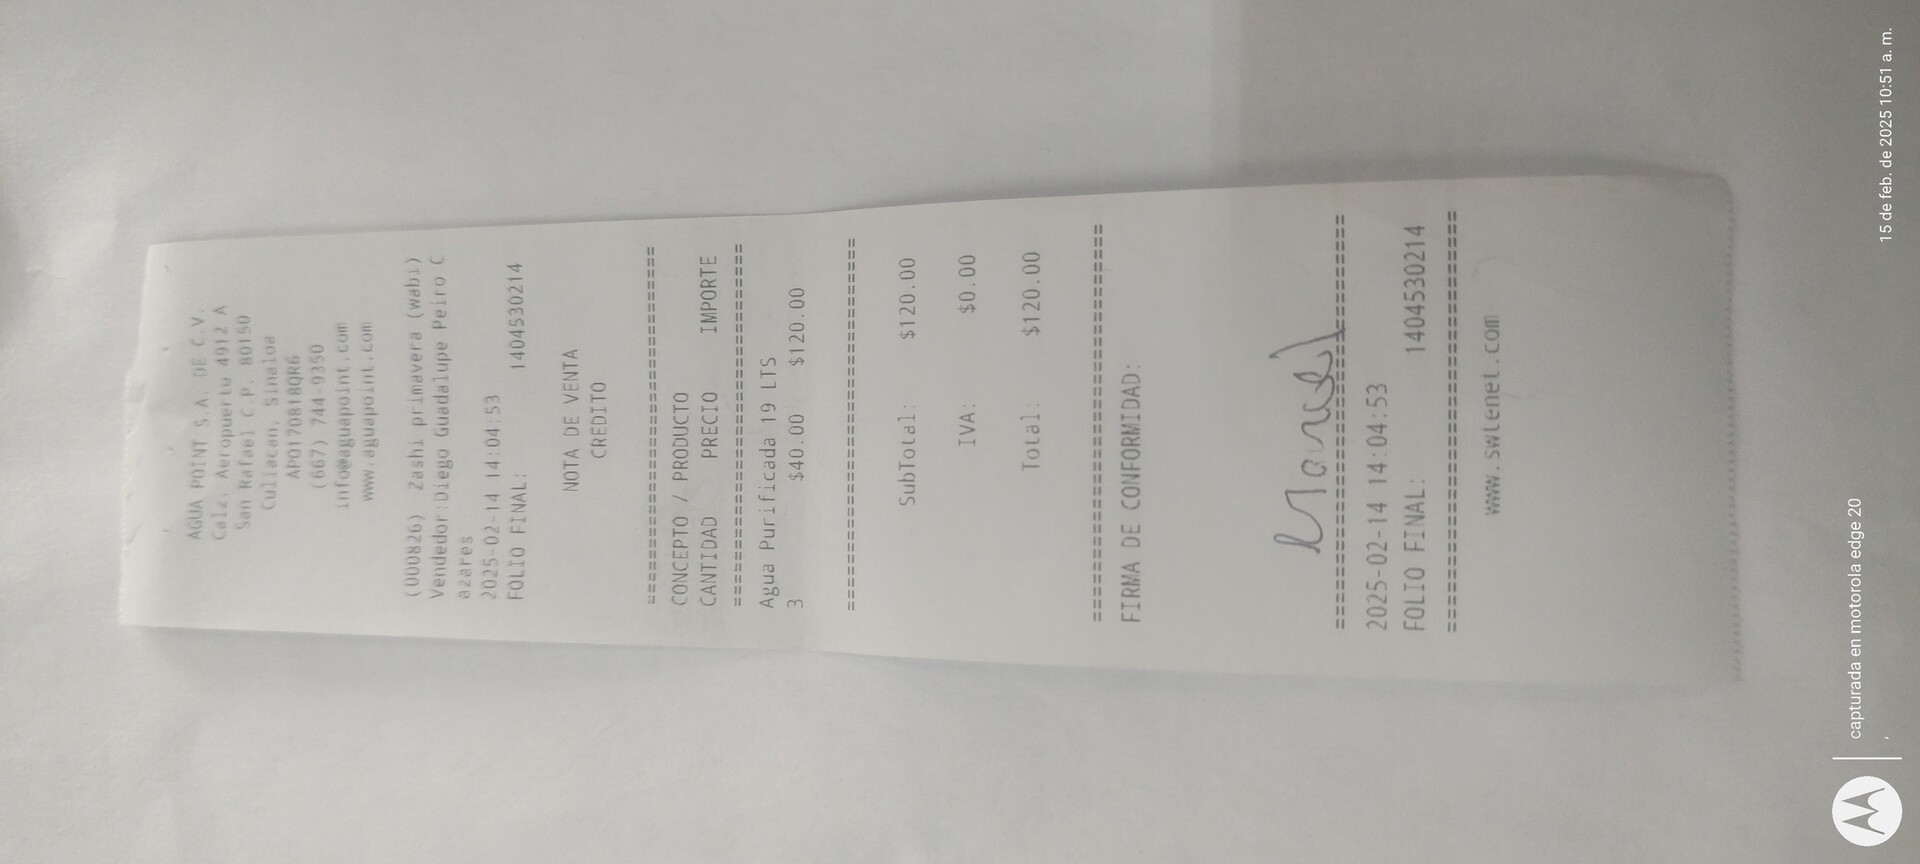 AGUA POINT S.A. DE C.V.
Calz. Aeropuerto 4912 A
San Rafael C.P. 80150
Culiacan, Sinaloa
APO170818QR6
(667) 744 9350
info@aguapoint.com
www.aguapoint.com
(000826) Zashi primavera (wabi)
Vendedor:Diego Guadalupe Peiro C
azares
2025-02-14 14:04:53
FOLIO FINAL: 1404530214
NOTA DE VENTA
CREDITO
================================
CONCEPTO / PRODUCTO
CANTIDAD PRECIO IMPORTE
================================
Agua Purificada 19 LTS
3 $40.00 $120.00
================================
SubTotal: $120.00
IVA: $0.00
Total: $120.00
================================
FIRMA DE CONFORMIDAD:
================================
2025-02-14 14:04:53
FOLIO FINAL: 1404530214
================================
www.swtenet.com
capturada en motorola edge 20
,
15 de feb. de 2025 10:51 a. m.